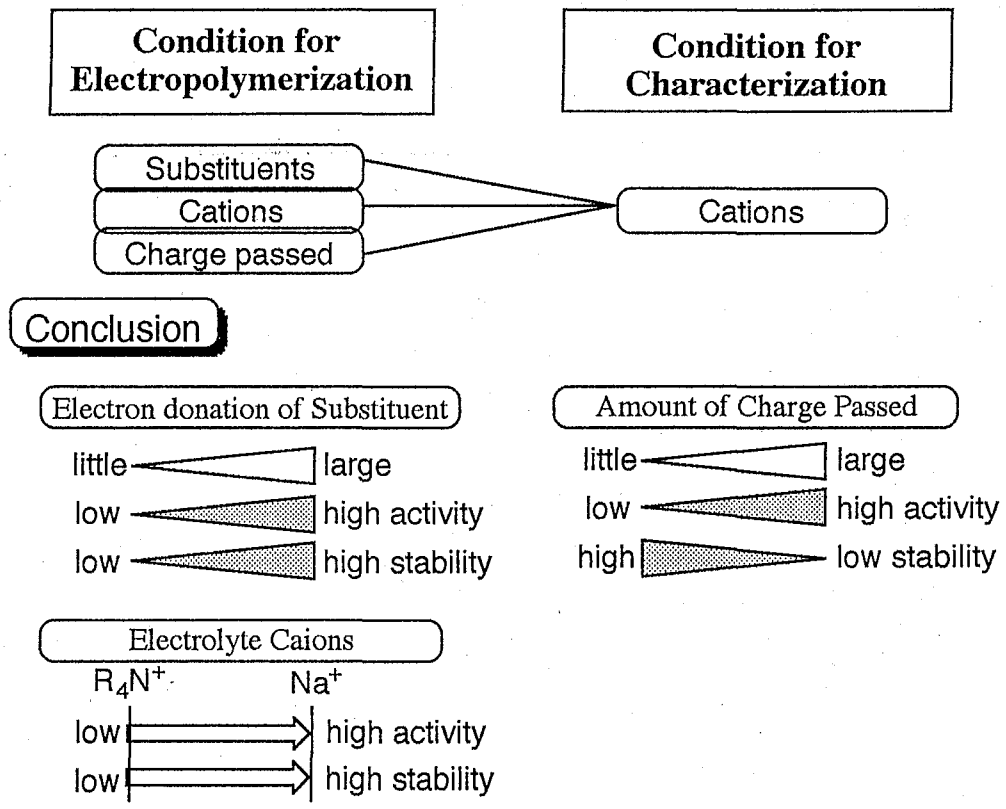 Condition for
Electropolymerization
Condition for
Characterization
Substituents
Cations
Charge passed
Cations
Conclusion
Electron donation of Substituent
little large
low high activity
low high stability
Amount of Charge Passed
little large
low high activity
high low stability
Electrolyte Caions
R₄N⁺ Na⁺
low high activity
low high stability